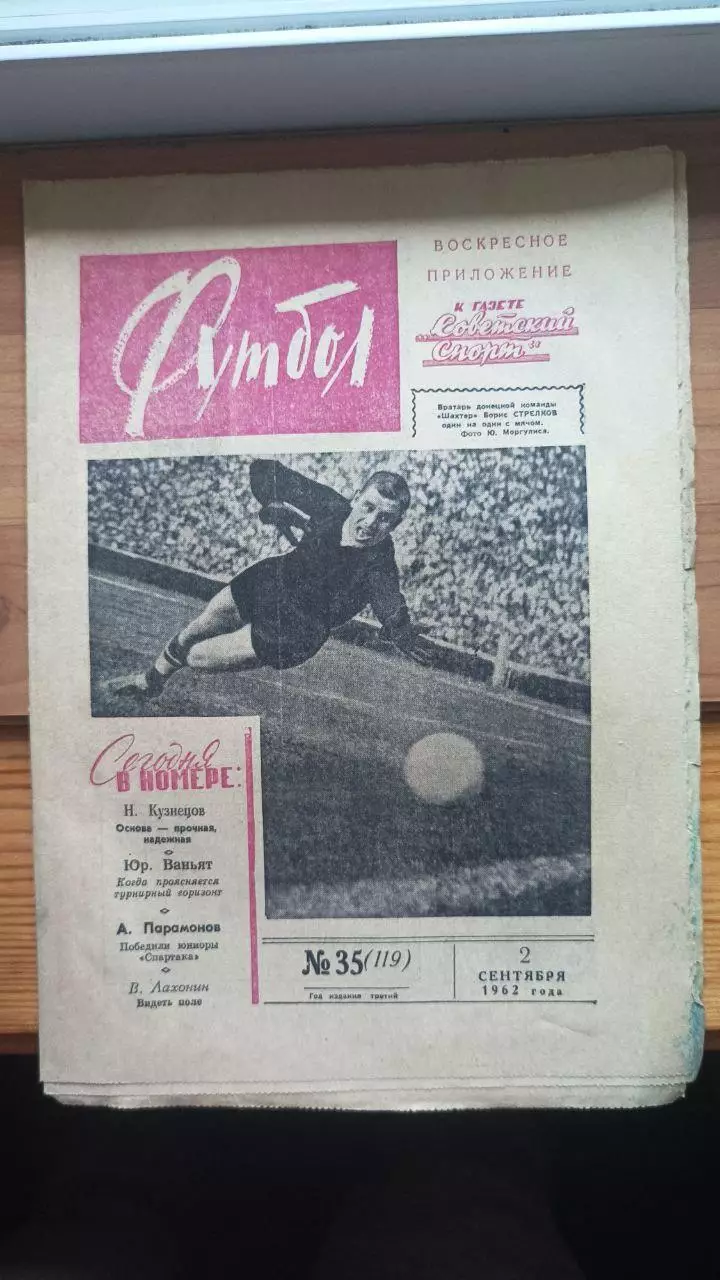 Футбол
ВОСКРЕСНОЕ
ПРИЛОЖЕНИЕ
К ГАЗЕТЕ
„Советский
Спорт“
Вратарь донецкой команды
«Шахтер» Борис СТРЕЛКОВ
один на один с мячом.
Фото Ю. Моргулиса.
Сегодня
В НОМЕРЕ:
Н. Кузнецов
Основа — прочная,
надежная
Юр. Ваньят
Когда прояснится
турнирный горизонт
А. Парамонов
Победили юниоры
«Спартака»
В. Лахонин
Видеть поле
№ 35 (119)
Год издания третий
2
СЕНТЯБРЯ
1962 года